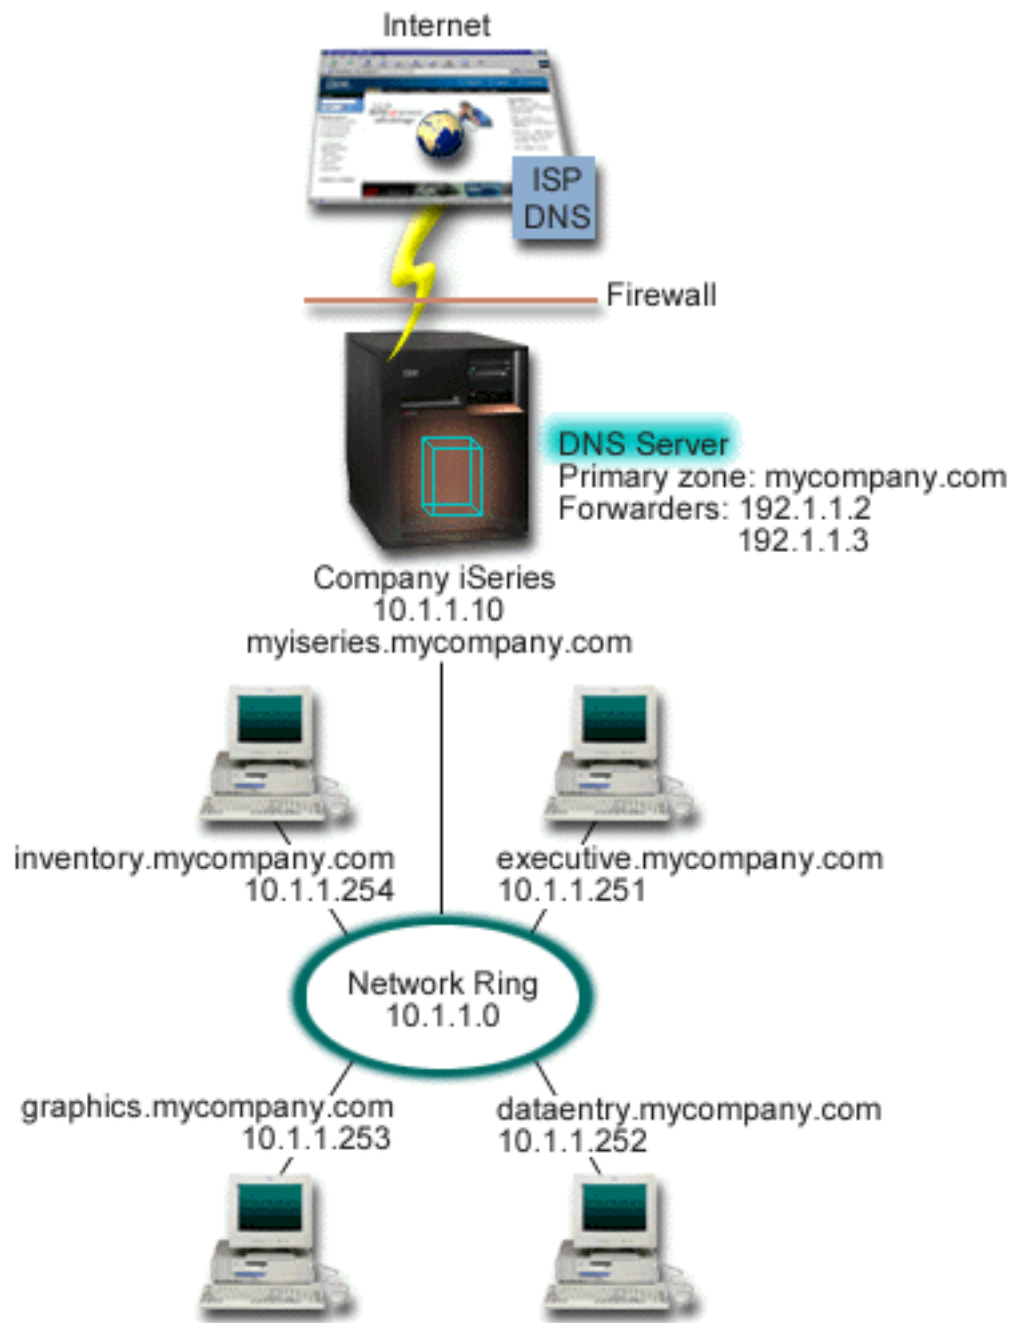 Internet
ISP
DNS
Firewall
DNS Server
Primary zone: mycompany.com
Forwarders: 192.1.1.2
192.1.1.3
Company iSeries
10.1.1.10
myiseries.mycompany.com
inventory.mycompany.com
10.1.1.254
executive.mycompany.com
10.1.1.251
Network Ring
10.1.1.0
graphics.mycompany.com
10.1.1.253
dataentry.mycompany.com
10.1.1.252